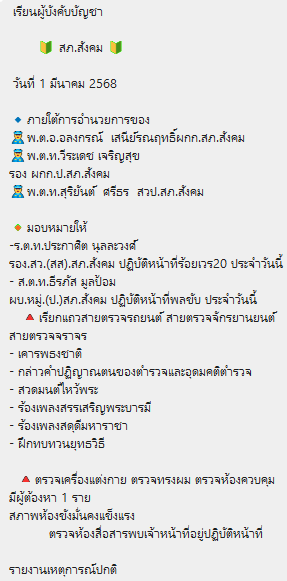 เรียนผู้บังคับบัญชา
🔰 สภ.สังคม 🔰
วันที่ 1 มีนาคม 2568
🔹ภายใต้การอำนวยการของ
👮พ.ต.อ.อลงกรณ์ เสนีย์รณฤทธิ์ผกก.สภ.สังคม
👮พ.ต.ท.วีระเดช เจริญสุข
รอง ผกก.ป.สภ.สังคม
👮พ.ต.ท.สุริยันต์ ศรีธร สวป.สภ.สังคม
🔸มอบหมายให้
-ร.ต.ท.ประกาศิต นุลละวงศ์
รอง.สว.(สส).สภ.สังคม ปฏิบัติหน้าที่ร้อยเวร20 ประจำวันนี้
- ส.ต.ท.ธีรภัส มูลป้อม
ผบ.หมู่.(ป.)สภ.สังคม ปฏิบัติหน้าที่พลขับ ประจำวันนี้
🔺เรียกแถวสายตรวจรถยนต์ สายตรวจจักรยานยนต์
สายตรวจจราจร
- เคารพธงชาติ
- กล่าวคำปฏิญาณตนของตำรวจและอุดมคติตำรวจ
- สวดมนต์ไหว้พระ
- ร้องเพลงสรรเสริญพระบารมี
- ร้องเพลงสดุดีมหาราชา
- ฝึกทบทวนยุทธวิธี
🔺ตรวจเครื่องแต่งกาย ตรวจทรงผม ตรวจห้องควบคุม
มีผู้ต้องหา 1 ราย
สภาพห้องขังมั่นคงแข็งแรง
ตรวจห้องสื่อสารพบเจ้าหน้าที่อยู่ปฏิบัติหน้าที่
รายงานเหตุการณ์ปกติ